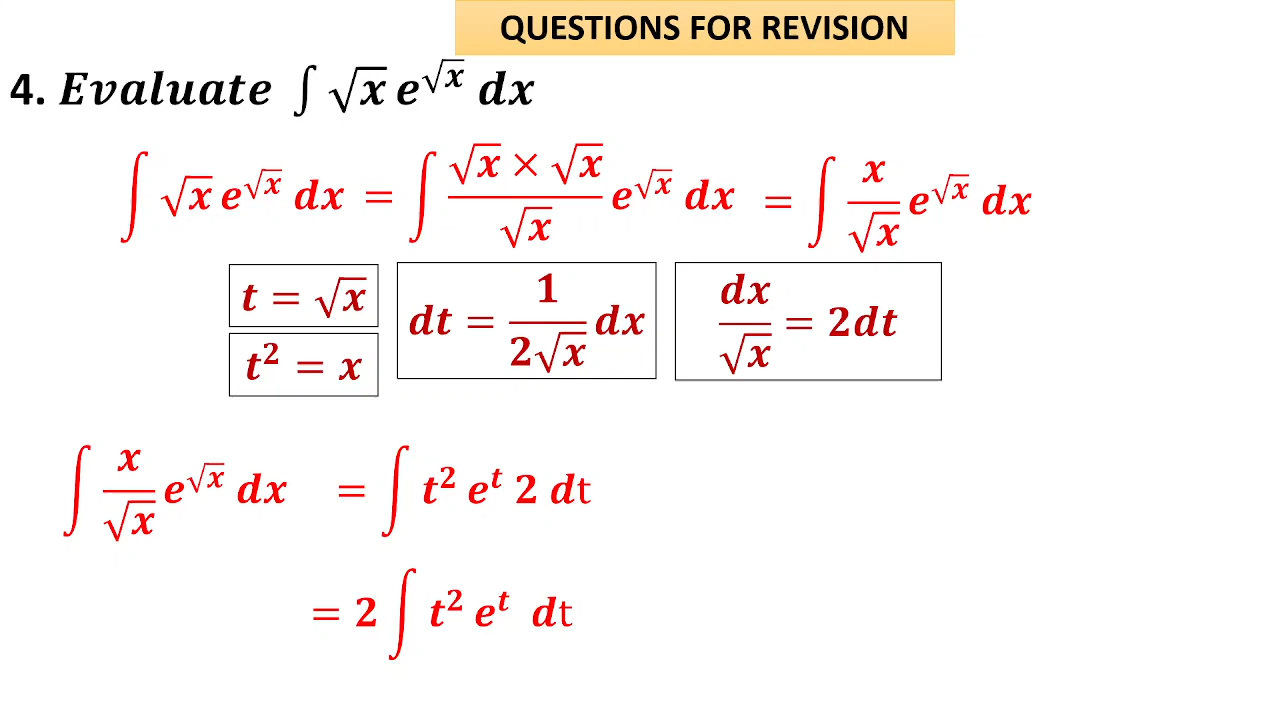 QUESTIONS FOR REVISION
4. Evaluate ∫ √x e^√x dx
∫ √x e^√x dx = ∫ (√x × √x)/√x e^√x dx = ∫ x/√x e^√x dx
t = √x
t² = x
dt = 1/(2√x) dx
dx/√x = 2dt
∫ x/√x e^√x dx = ∫ t² e^t 2 dt
= 2 ∫ t² e^t dt